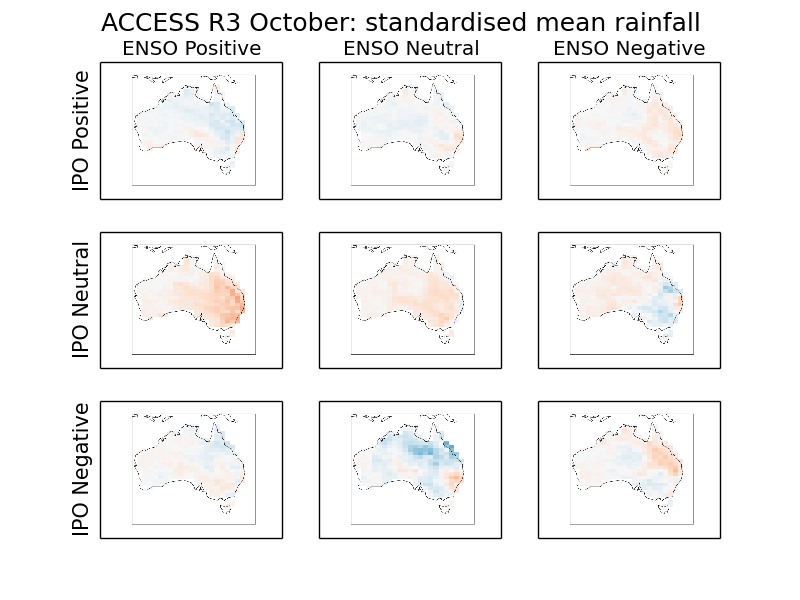 ACCESS R3 October: standardised mean rainfall
ENSO Positive
ENSO Neutral
ENSO Negative
IPO Positive
IPO Neutral
IPO Negative